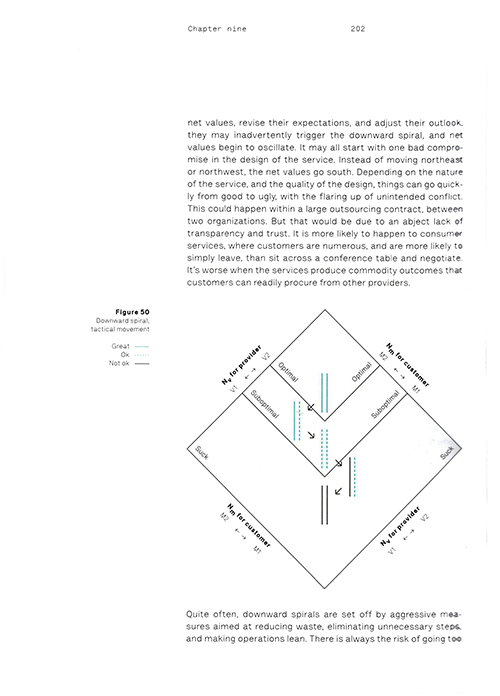 Chapter nine 202
net values, revise their expectations, and adjust their outlook,
they may inadvertently trigger the downward spiral, and net
values begin to oscillate. It may all start with one bad compro-
mise in the design of the service. Instead of moving northeast
or northwest, the net values go south. Depending on the nature
of the service, and the quality of the design, things can go quick-
ly from good to ugly, with the flaring up of unintended conflict.
This could happen within a large outsourcing contract, between
two organizations. But that would be due to an abject lack of
transparency and trust. It is more likely to happen to consumer
services, where customers are numerous, and are more likely to
simply leave, than sit across a conference table and negotiate.
It's worse when the services produce commodity outcomes that
customers can readily procure from other providers.
Figure 50
Downward spiral,
tactical movement
Great
Ok
Not ok
Nv for provider
V1 ←→ V2
Nm for customer
M2 ←→ M1
Optimal
Optimal
Suboptimal
Suboptimal
Suck
Suck
Nm for customer
M2 ←→ M1
Nv for provider
V1 ←→ V2
Quite often, downward spirals are set off by aggressive mea-
sures aimed at reducing waste, eliminating unnecessary steps,
and making operations lean. There is always the risk of going too